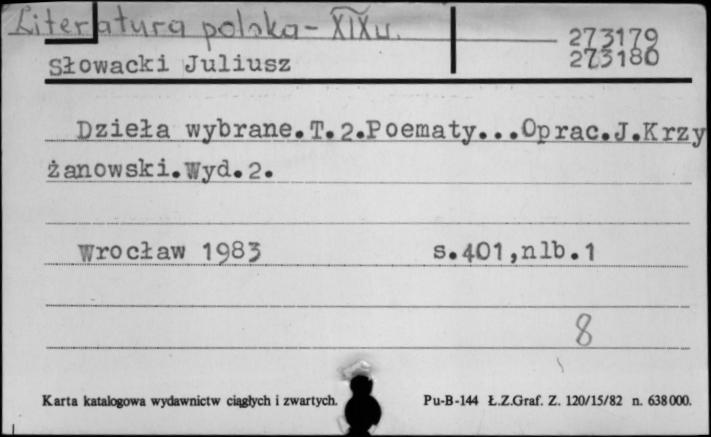 Literatura polska - XIX w.
273179
Słowacki Juliusz
273180
Dzieła wybrane.T.2.Poematy...Oprac.J.Krzy
żanowski.Wyd.2.
Wrocław 1983 s.401,nlb.1
8
Karta katalogowa wydawnictw ciągłych i zwartych. Pu-B-144 Ł.Z.Graf. Z. 120/15/82 n. 638000.